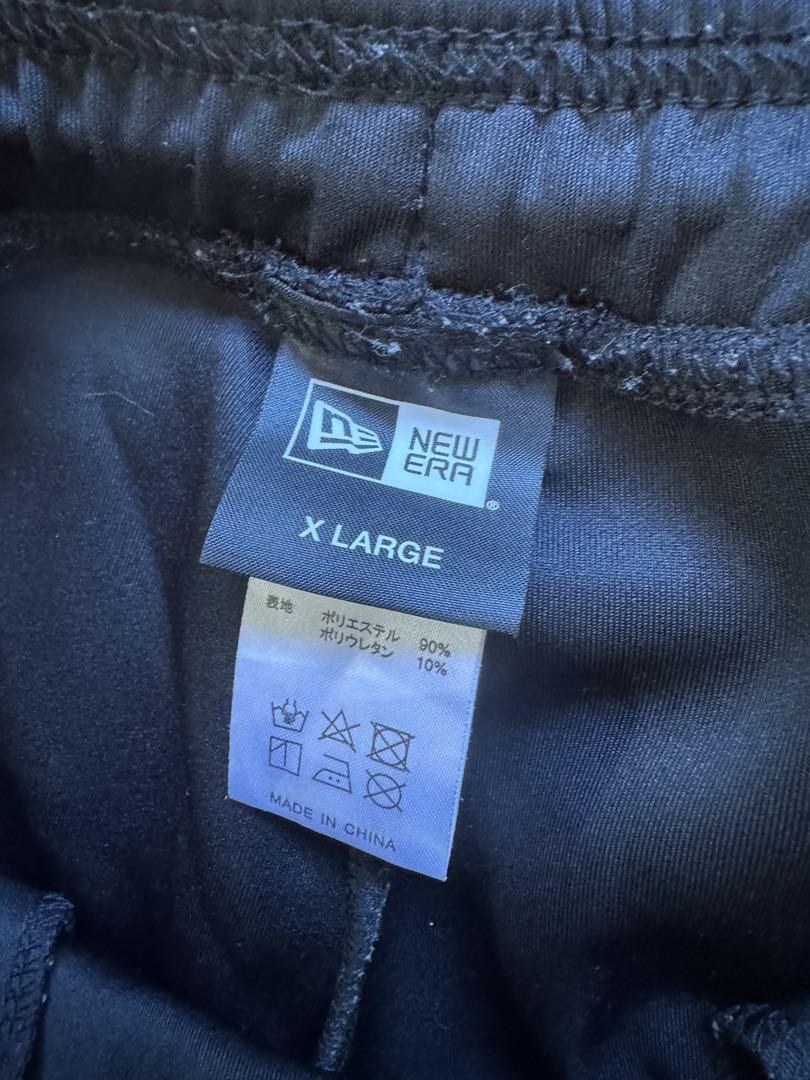 NEW
ERA
®
X LARGE
表地 ポリエステル 90%
ポリウレタン 10%
MADE IN CHINA